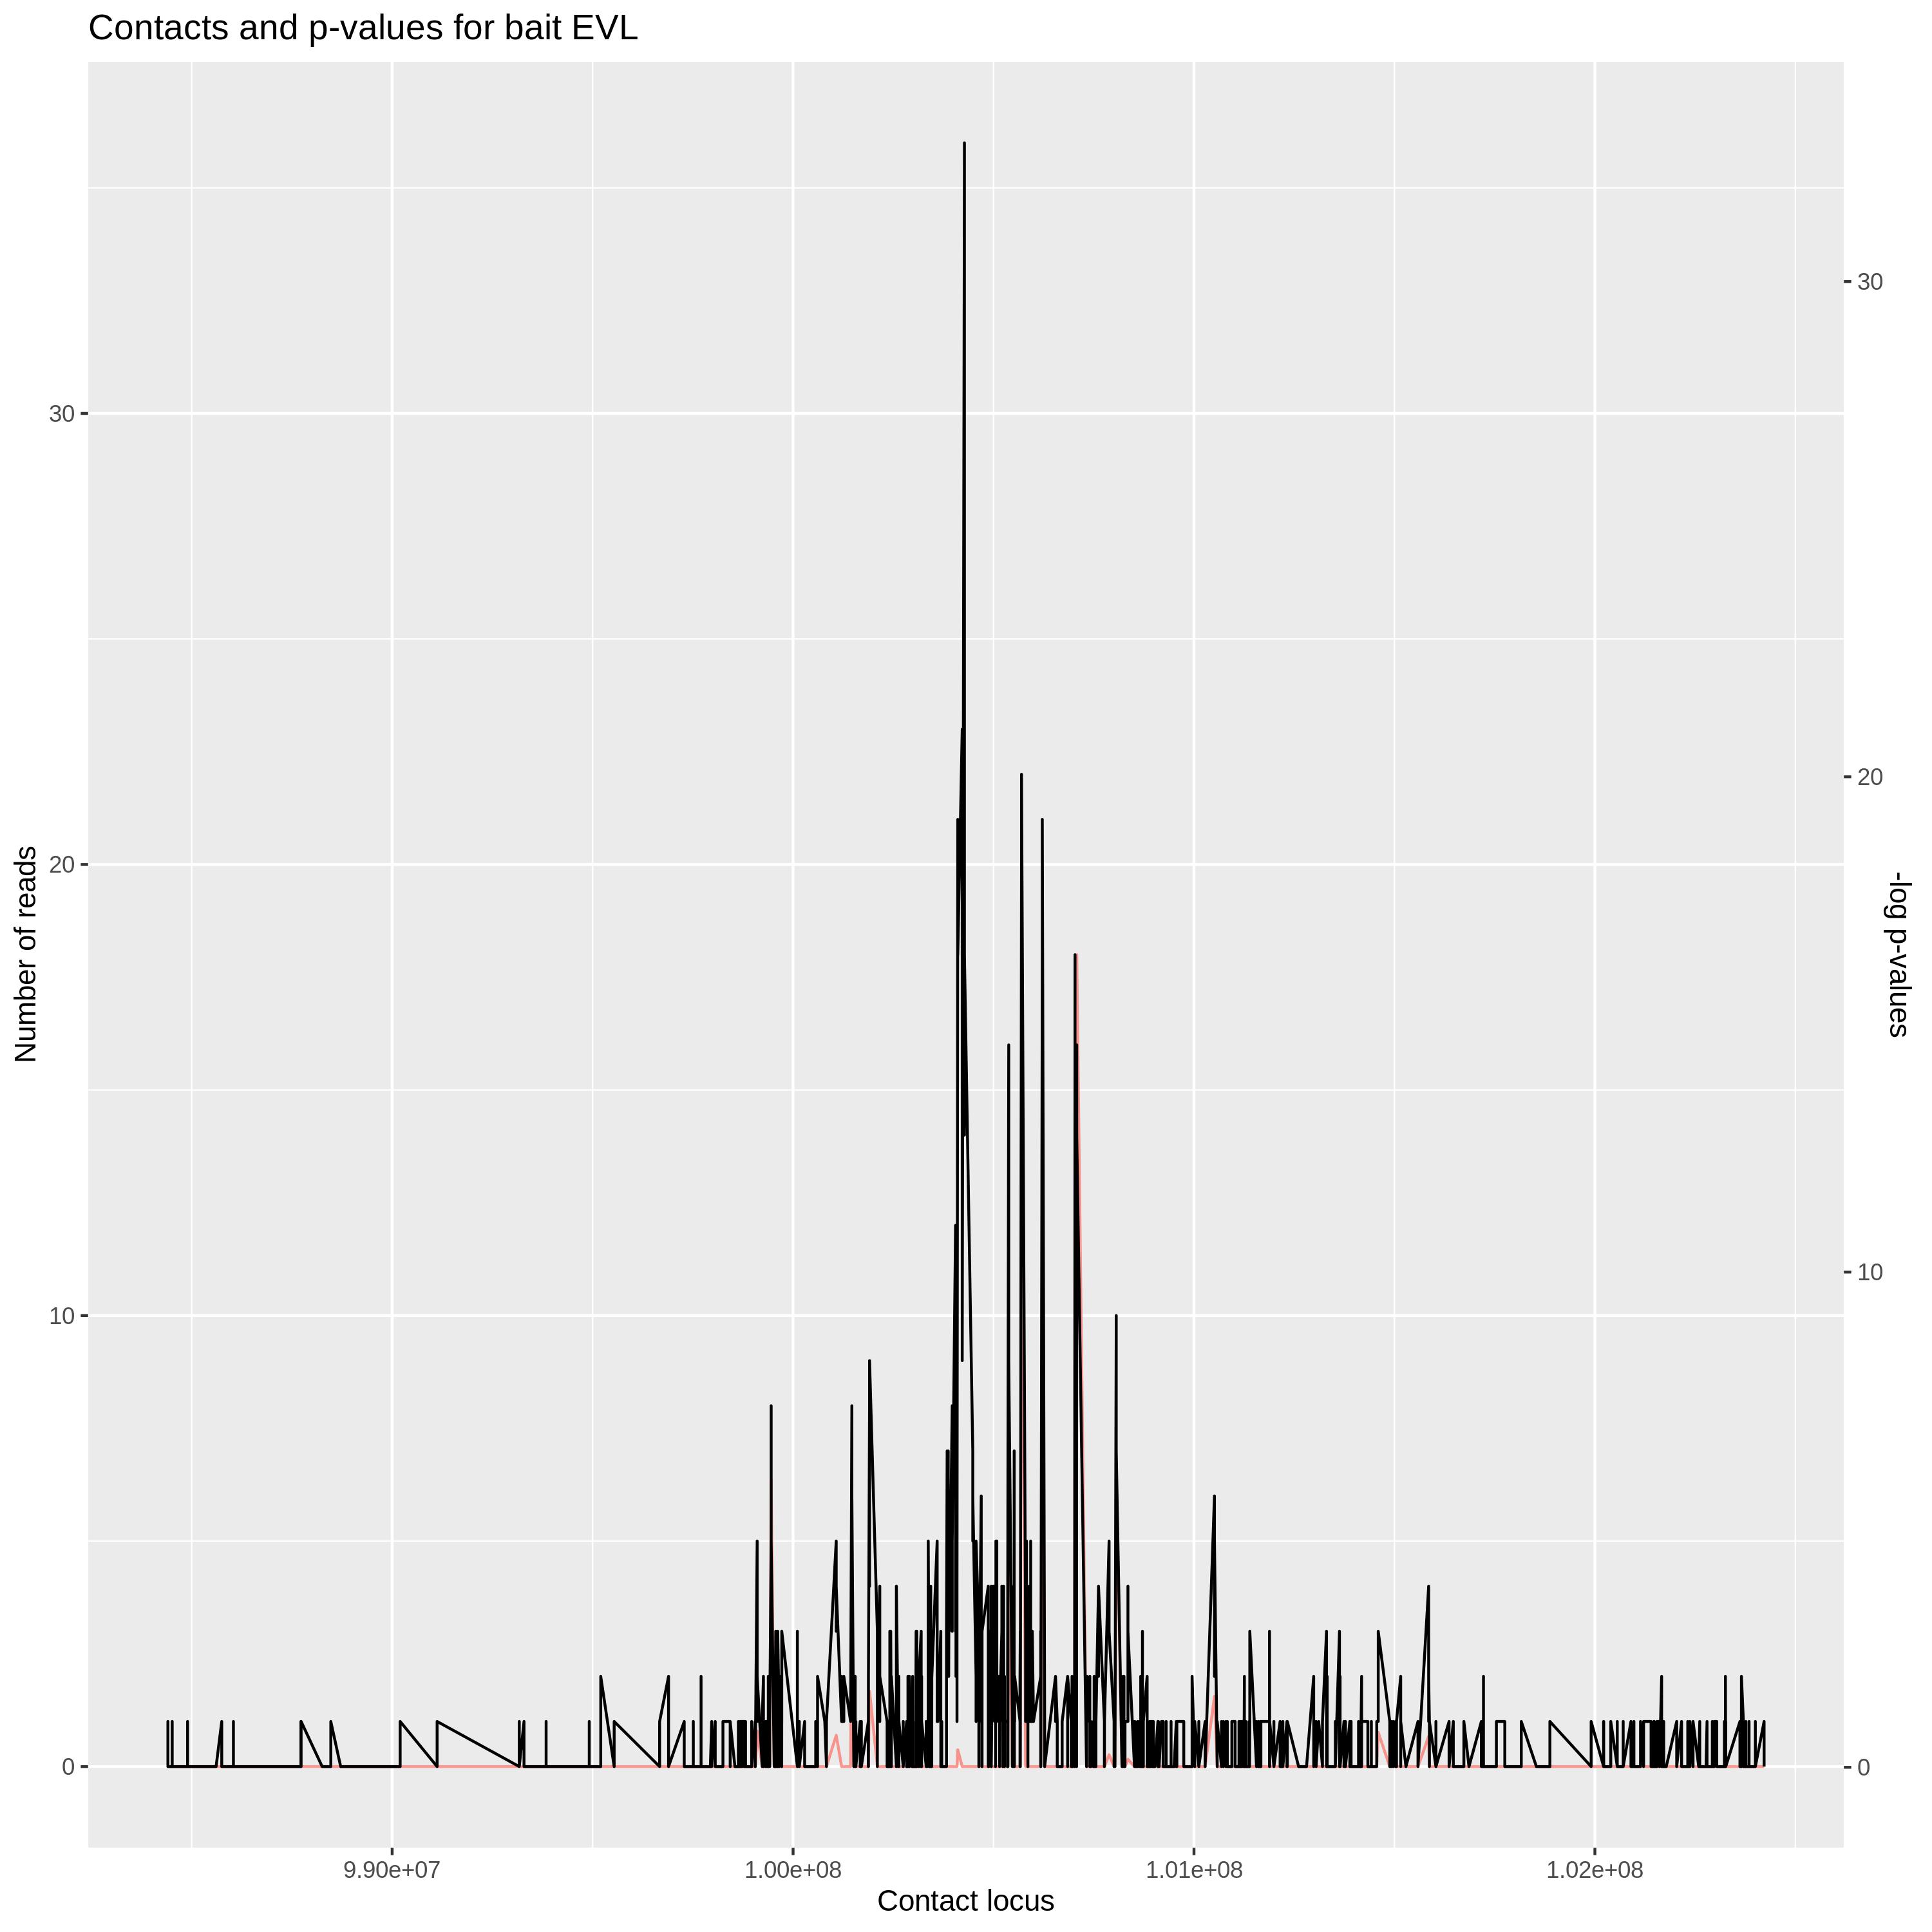 Contacts and p-values for bait EVL
30
20
10
0
Number of reads
30
20
10
0
-log p-values
9.90e+07
1.00e+08
1.01e+08
1.02e+08
Contact locus